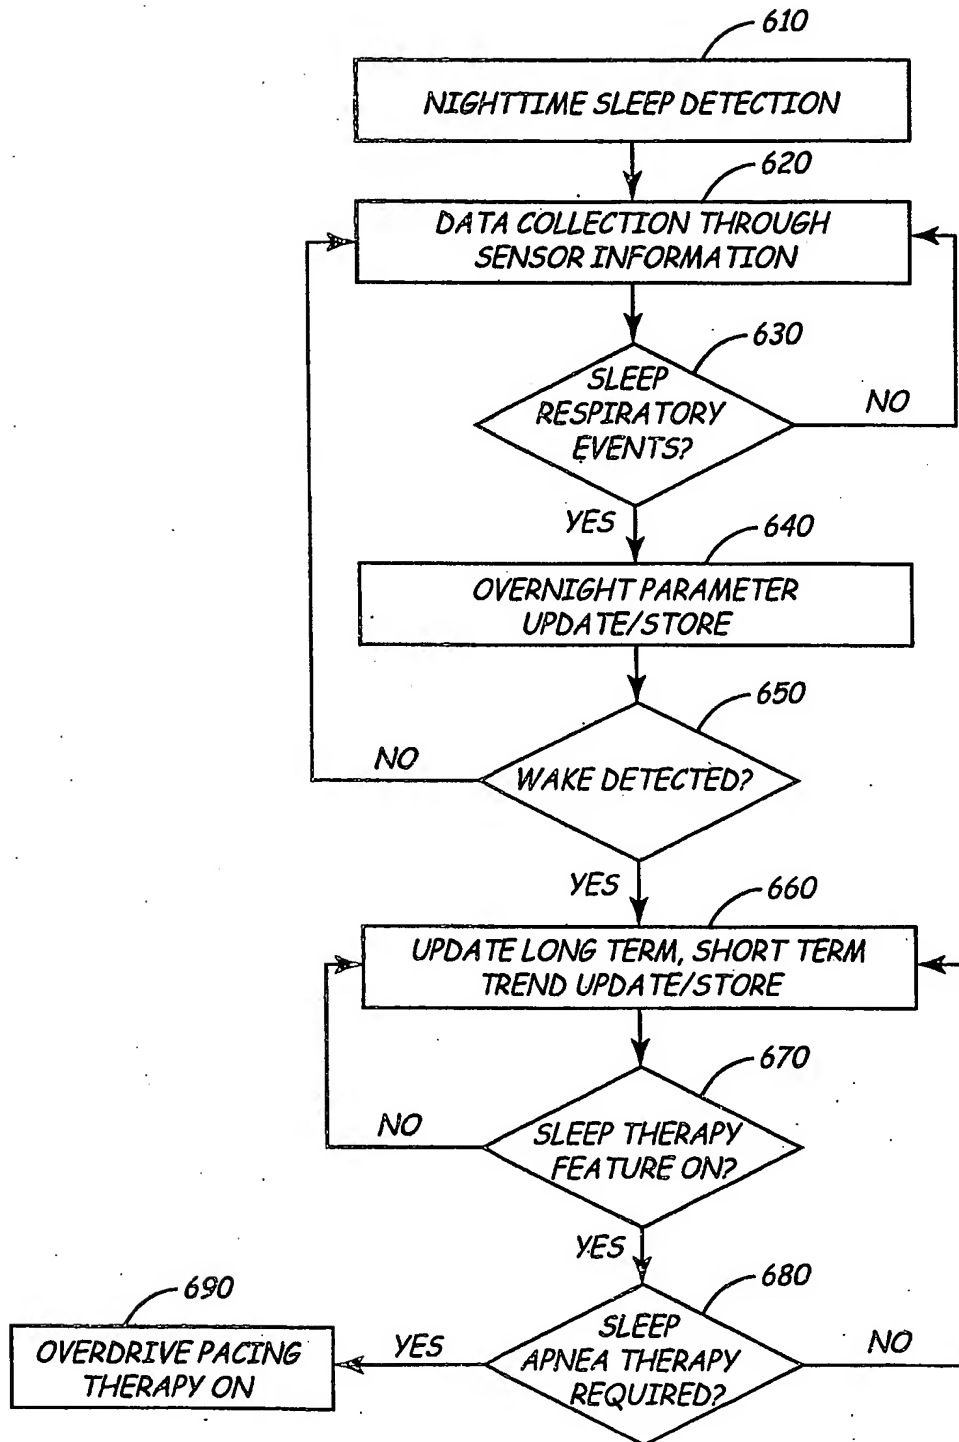 610
NIGHTTIME SLEEP DETECTION
620
DATA COLLECTION THROUGH
SENSOR INFORMATION
630
SLEEP
RESPIRATORY
EVENTS?
NO
YES
640
OVERNIGHT PARAMETER
UPDATE/STORE
650
NO
WAKE DETECTED?
YES
660
UPDATE LONG TERM, SHORT TERM
TREND UPDATE/STORE
670
NO
SLEEP THERAPY
FEATURE ON?
YES
680
690
SLEEP
APNEA THERAPY
REQUIRED?
YES
NO
OVERDRIVE PACING
THERAPY ON